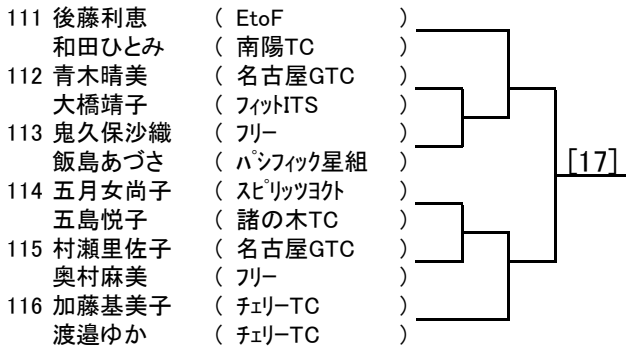 111 後藤利恵 ( EtoF )
和田ひとみ ( 南陽TC )
112 青木晴美 ( 名古屋GTC )
大橋靖子 ( ﾌｨｯﾄITS )
113 鬼久保沙織 ( ﾌﾘｰ )
飯島あづさ ( ﾊﾟｼﾌｨｯｸ星組 )
[17]
114 五月女尚子 ( ｽﾋﾟﾘｯﾂﾖｸﾄ )
五島悦子 ( 諸の木TC )
115 村瀬里佐子 ( 名古屋GTC )
奥村麻美 ( ﾌﾘｰ )
116 加藤基美子 ( ﾁｪﾘｰTC )
渡邉ゆか ( ﾁｪﾘｰTC )